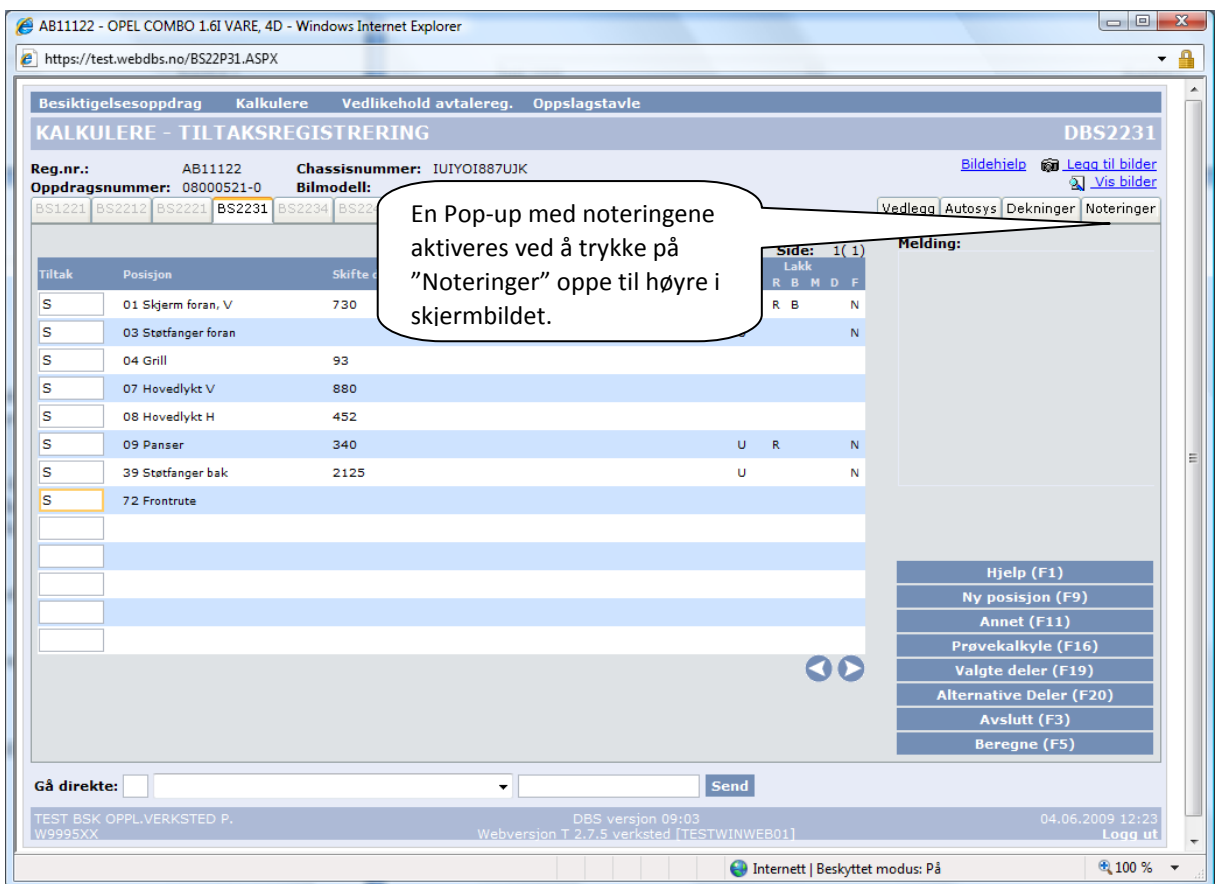 AB11122 - OPEL COMBO 1.6I VARE, 4D - Windows Internet Explorer
https://test.webdbs.no/BS22P31.ASPX
Besiktigelsesoppdrag Kalkulere Vedlikehold avtalereg. Oppslagstavle
KALKULERE - TILTAKSREGISTRERING DBS2231
Reg.nr.: AB11122 Chassisnummer: IUIYOI887UJK Bildehjelp Legg til bilder
Oppdragsnummer: 08000521-0 Bilmodell: Vis bilder
BS1221 BS2212 BS2221 BS2231 BS2234 Vedlegg Autosys Dekninger Noteringer
En Pop-up med noteringene
aktiveres ved å trykke på
”Noteringer” oppe til høyre i
skjermbildet.
Side: 1( 1) Melding:
Lakk
Tiltak Posisjon Skifte R B M D F
S 01 Skjerm foran, V 730 R B N
S 03 Støtfanger foran N
S 04 Grill 93
S 07 Hovedlykt V 880
S 08 Hovedlykt H 452
S 09 Panser 340 U R N
S 39 Støtfanger bak 2125 U N
S 72 Frontrute
Hjelp (F1)
Ny posisjon (F9)
Annet (F11)
Prøvekalkyle (F16)
Valgte deler (F19)
Alternative Deler (F20)
Avslutt (F3)
Beregne (F5)
Gå direkte: Send
TEST BSK OPPL.VERKSTED P. DBS versjon 09:03 04.06.2009 12:23
W9995XX Webversjon T 2.7.5 verksted [TESTWINWEB01] Logg ut
Internett | Beskyttet modus: På 100 %